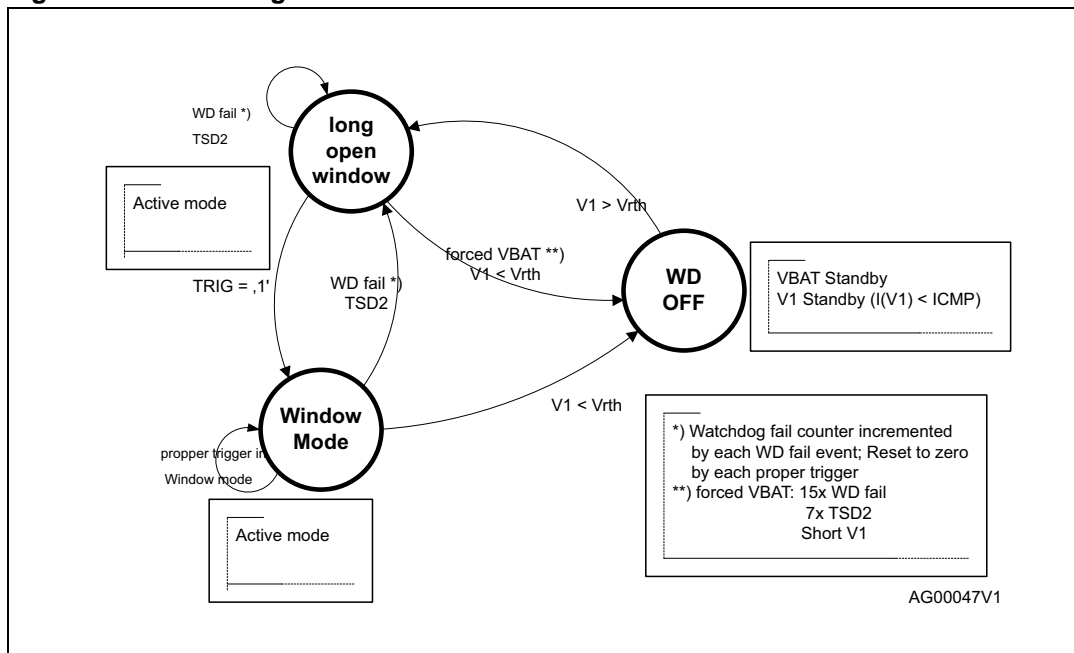 WD fail *)
TSD2
long
open
window
Active mode
TRIG = ,1'
WD fail *)
TSD2
forced VBAT **)
V1 < Vrth
V1 > Vrth
WD
OFF
VBAT Standby
V1 Standby (I(V1) < ICMP)
Window
Mode
V1 < Vrth
propper trigger in
Window mode
Active mode
*) Watchdog fail counter incremented
by each WD fail event; Reset to zero
by each proper trigger
**) forced VBAT: 15x WD fail
7x TSD2
Short V1
AG00047V1